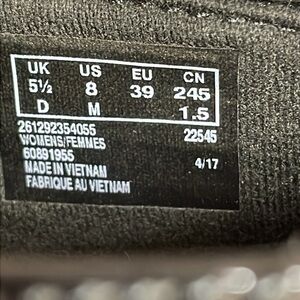 UK US EU CN
5½ 8 39 245
D M 1.5
261292354055 22545
WOMENS/FEMMES
60891955 4/17
MADE IN VIETNAM
FABRIQUE AU VIETNAM